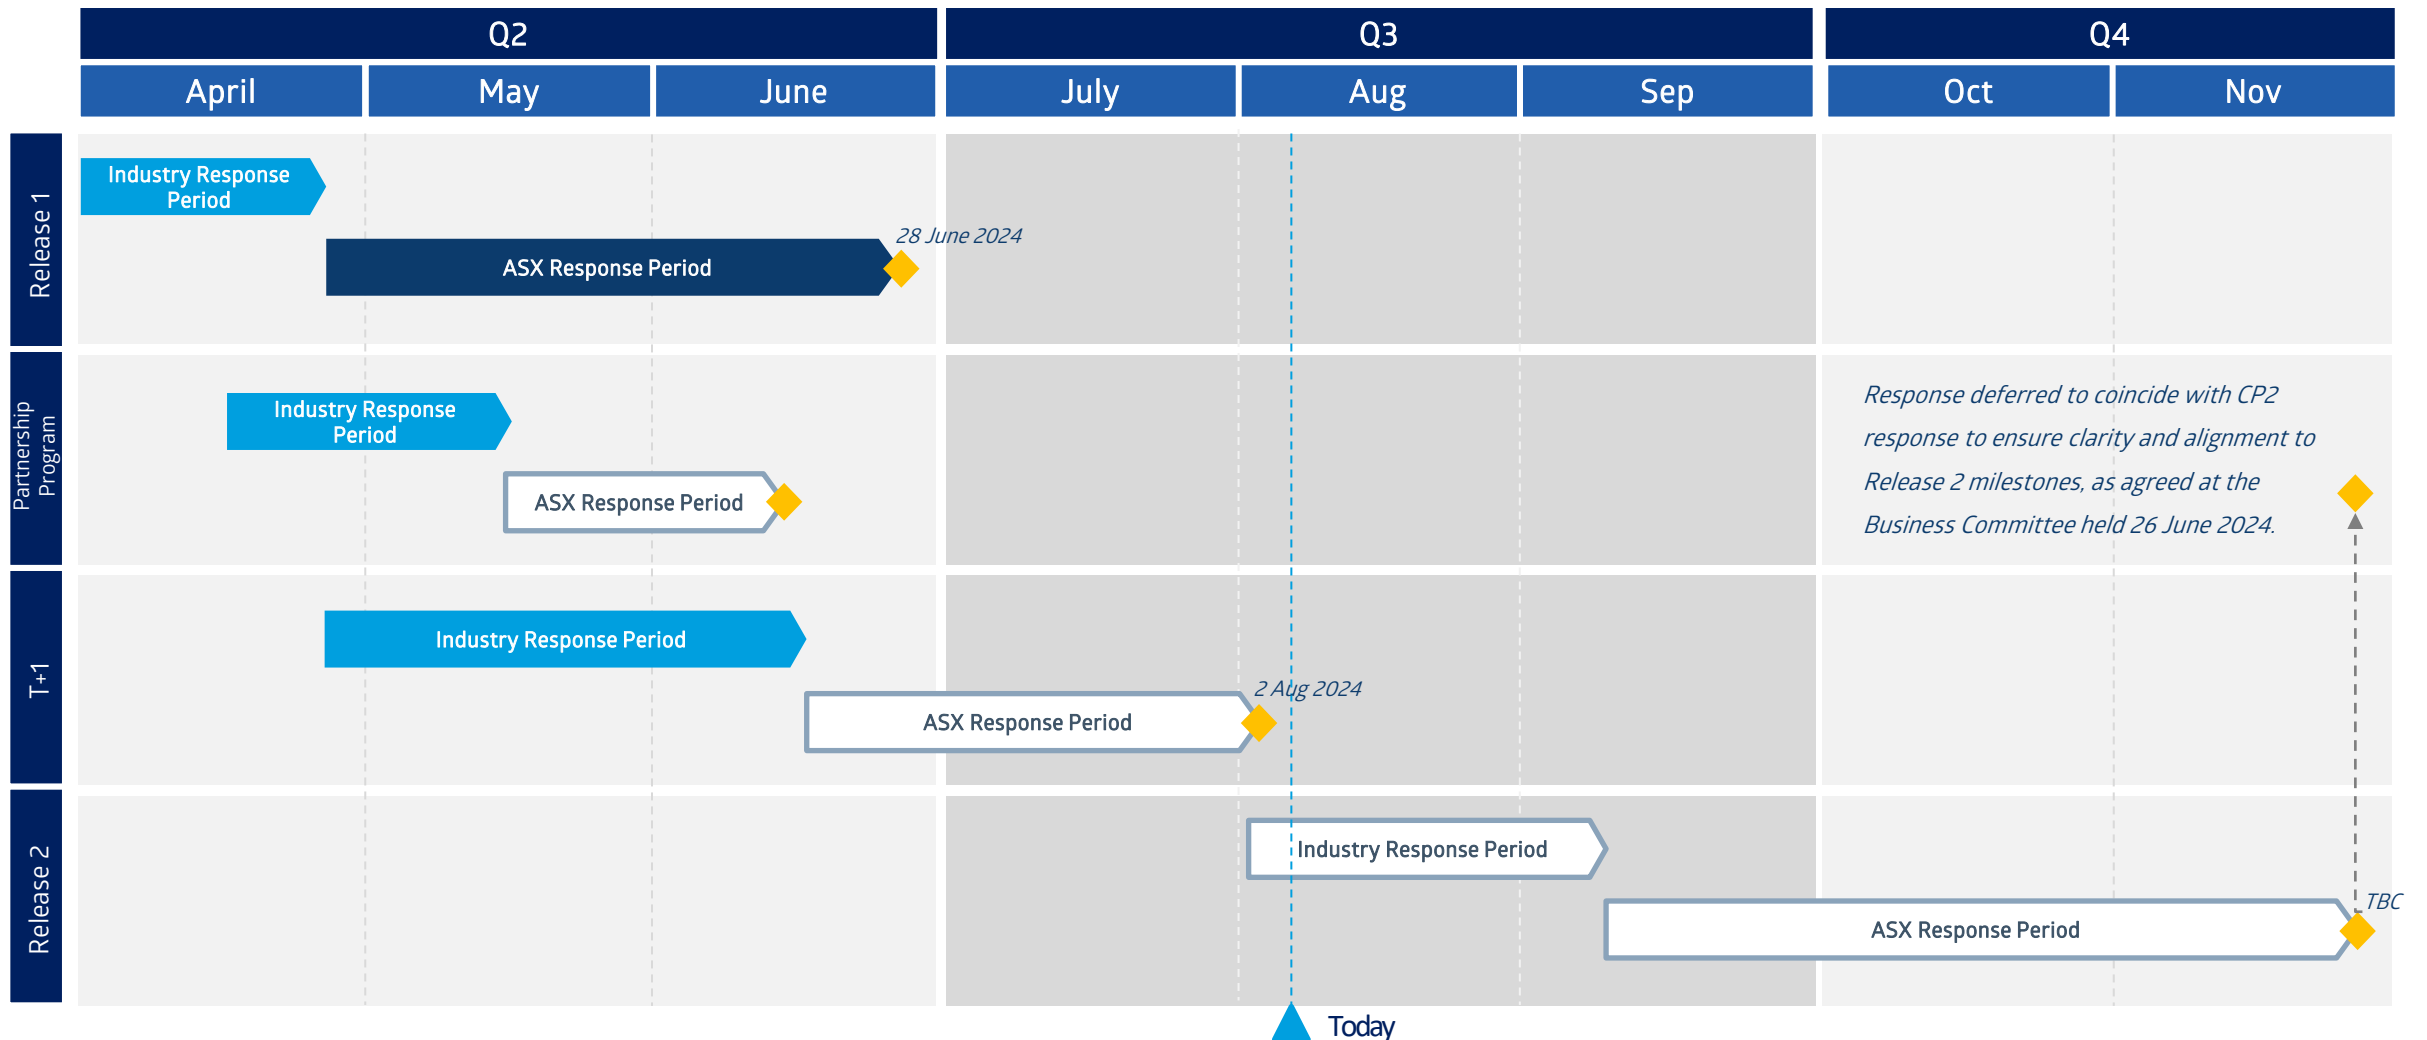 Q2
Q3
Q4
April
May
June
July
Aug
Sep
Oct
Nov
Release 1
Industry Response
Period
28 June 2024
ASX Response Period
Partnership
Program
Industry Response
Period
ASX Response Period
Response deferred to coincide with CP2
response to ensure clarity and alignment to
Release 2 milestones, as agreed at the
Business Committee held 26 June 2024.
T+1
Industry Response Period
2 Aug 2024
ASX Response Period
Release 2
Industry Response Period
TBC
ASX Response Period
Today